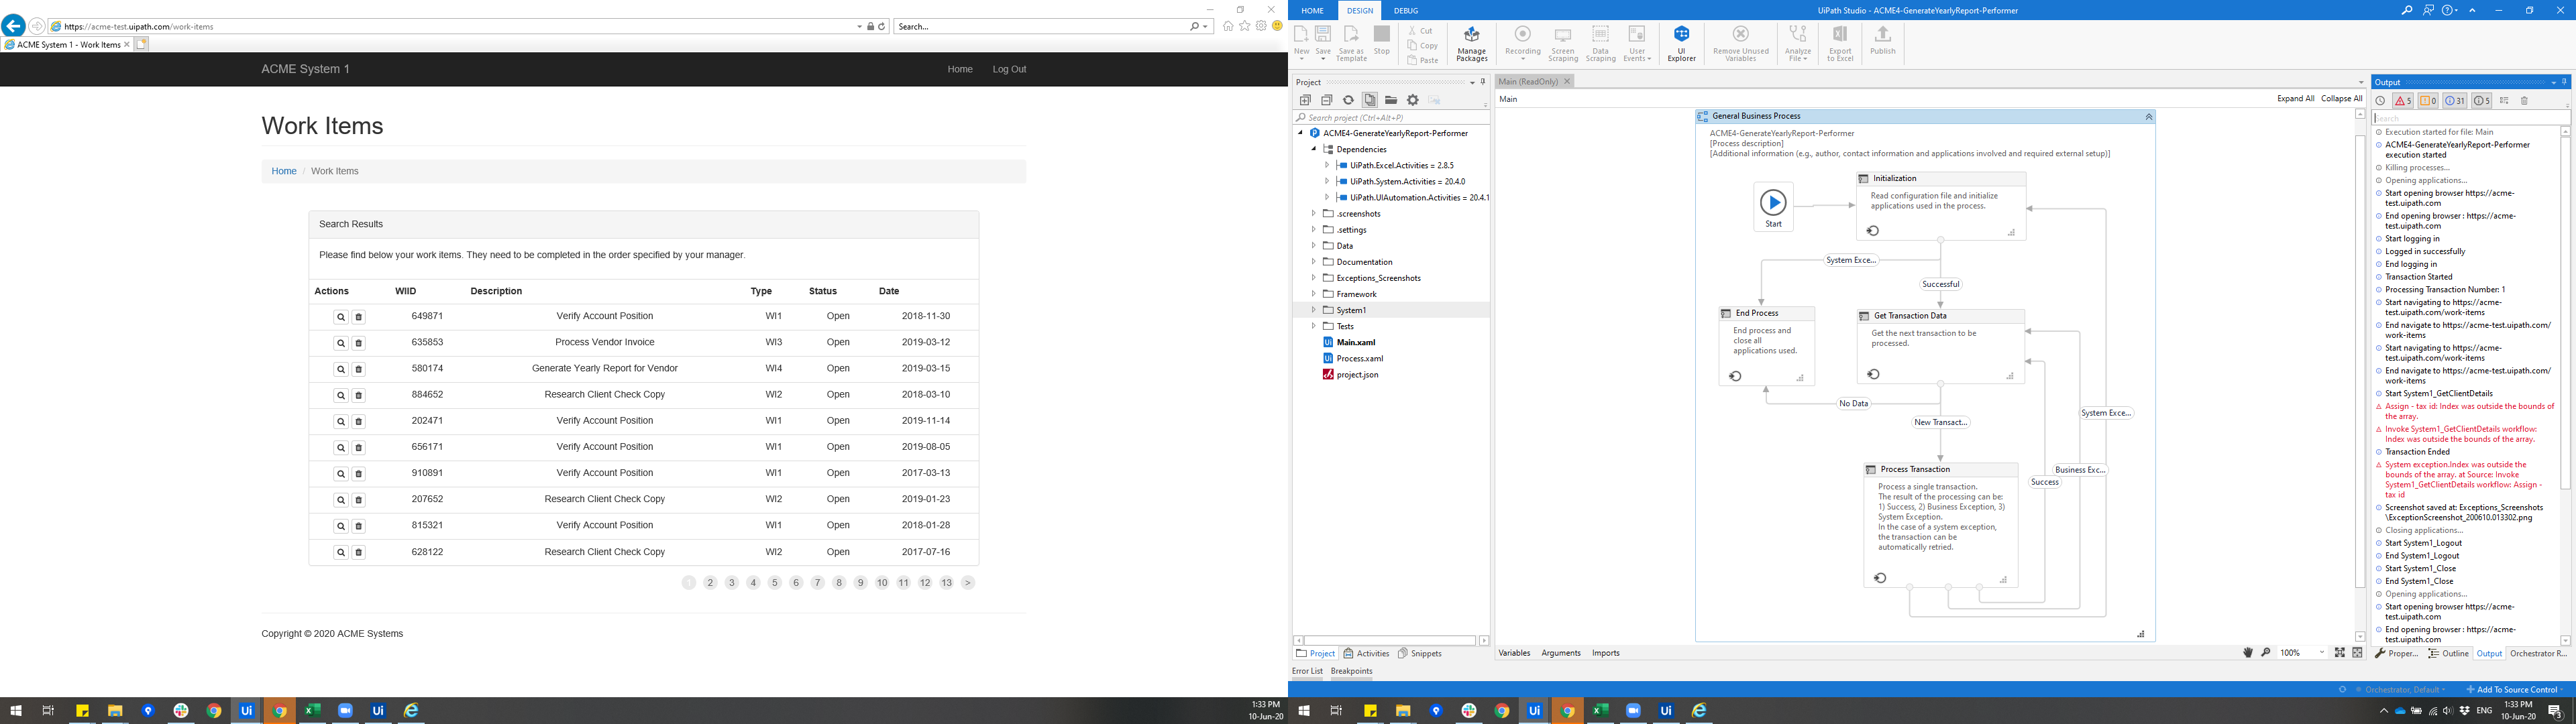 https://acme-test.uipath.com/work-items
Search...
ACME System 1 - Work Items
ACME System 1
Home
Log Out
Work Items
Home / Work Items
Search Results
Please find below your work items. They need to be completed in the order specified by your manager.
Actions WIID Description Type Status Date
649871 Verify Account Position WI1 Open 2018-11-30
635853 Process Vendor Invoice WI3 Open 2019-03-12
580174 Generate Yearly Report for Vendor WI4 Open 2019-03-15
884652 Research Client Check Copy WI2 Open 2018-03-10
202471 Verify Account Position WI1 Open 2019-11-14
656171 Verify Account Position WI1 Open 2019-08-05
910891 Verify Account Position WI1 Open 2017-03-13
207652 Research Client Check Copy WI2 Open 2019-01-23
815321 Verify Account Position WI1 Open 2018-01-28
628122 Research Client Check Copy WI2 Open 2017-07-16
1 2 3 4 5 6 7 8 9 10 11 12 13 >
Copyright © 2020 ACME Systems
1:33 PM
10-Jun-20
HOME DESIGN DEBUG
UiPath Studio - ACME4-GenerateYearlyReport-Performer
New
Save
Save as
Template
Stop
Cut
Copy
Paste
Manage
Packages
Recording
Screen
Scraping
Data
Scraping
User
Events
UI
Explorer
Remove Unused
Variables
Analyze
File
Export
to Excel
Publish
Project
Search project (Ctrl+Alt+P)
ACME4-GenerateYearlyReport-Performer
Dependencies
UiPath.Excel.Activities = 2.8.5
UiPath.System.Activities = 20.4.0
UiPath.UIAutomation.Activities = 20.4.1
.screenshots
.settings
Data
Documentation
Exceptions_Screenshots
Framework
System1
Tests
Main.xaml
Process.xaml
project.json
Project Activities Snippets
Error List Breakpoints
Main (ReadOnly)
Main
Expand All Collapse All
General Business Process
ACME4-GenerateYearlyReport-Performer
[Process description]
[Additional information (e.g., author, contact information and applications involved and required external setup)]
Start
Initialization
Read configuration file and initialize
applications used in the process.
System Exce...
Successful
End Process
End process and
close all
applications used.
Get Transaction Data
Get the next transaction to be
processed.
No Data
New Transact...
System Exce...
Business Exc...
Success
Process Transaction
Process a single transaction.
The result of the processing can be:
1) Success, 2) Business Exception, 3)
System Exception.
In the case of a system exception,
the transaction can be
automatically retried.
Variables Arguments Imports
100%
Output
5 0 31 5
Search
Execution started for file: Main
ACME4-GenerateYearlyReport-Performer
execution started
Killing processes...
Opening applications...
Start opening browser https://acme-
test.uipath.com
End opening browser : https://acme-
test.uipath.com
Start logging in
Logged in successfully
End logging in
Transaction Started
Processing Transaction Number: 1
Start navigating to https://acme-
test.uipath.com/work-items
End navigate to https://acme-test.uipath.com/
work-items
Start navigating to https://acme-
test.uipath.com/work-items
End navigate to https://acme-test.uipath.com/
work-items
Start System1_GetClientDetails
Assign - tax id: Index was outside the bounds of
the array.
Invoke System1_GetClientDetails workflow:
Index was outside the bounds of the array.
Transaction Ended
System exception.Index was outside the
bounds of the array. at Source: Invoke
System1_GetClientDetails workflow: Assign -
tax id
Screenshot saved at: Exceptions_Screenshots
\ExceptionScreenshot_200610.013302.png
Closing applications...
Start System1_Logout
End System1_Logout
Start System1_Close
End System1_Close
Opening applications...
Start opening browser https://acme-
test.uipath.com
End opening browser : https://acme-
test.uipath.com
Proper... Outline Output Orchestrator R...
Orchestrator, Default
Add To Source Control
ENG
1:33 PM
10-Jun-20
3